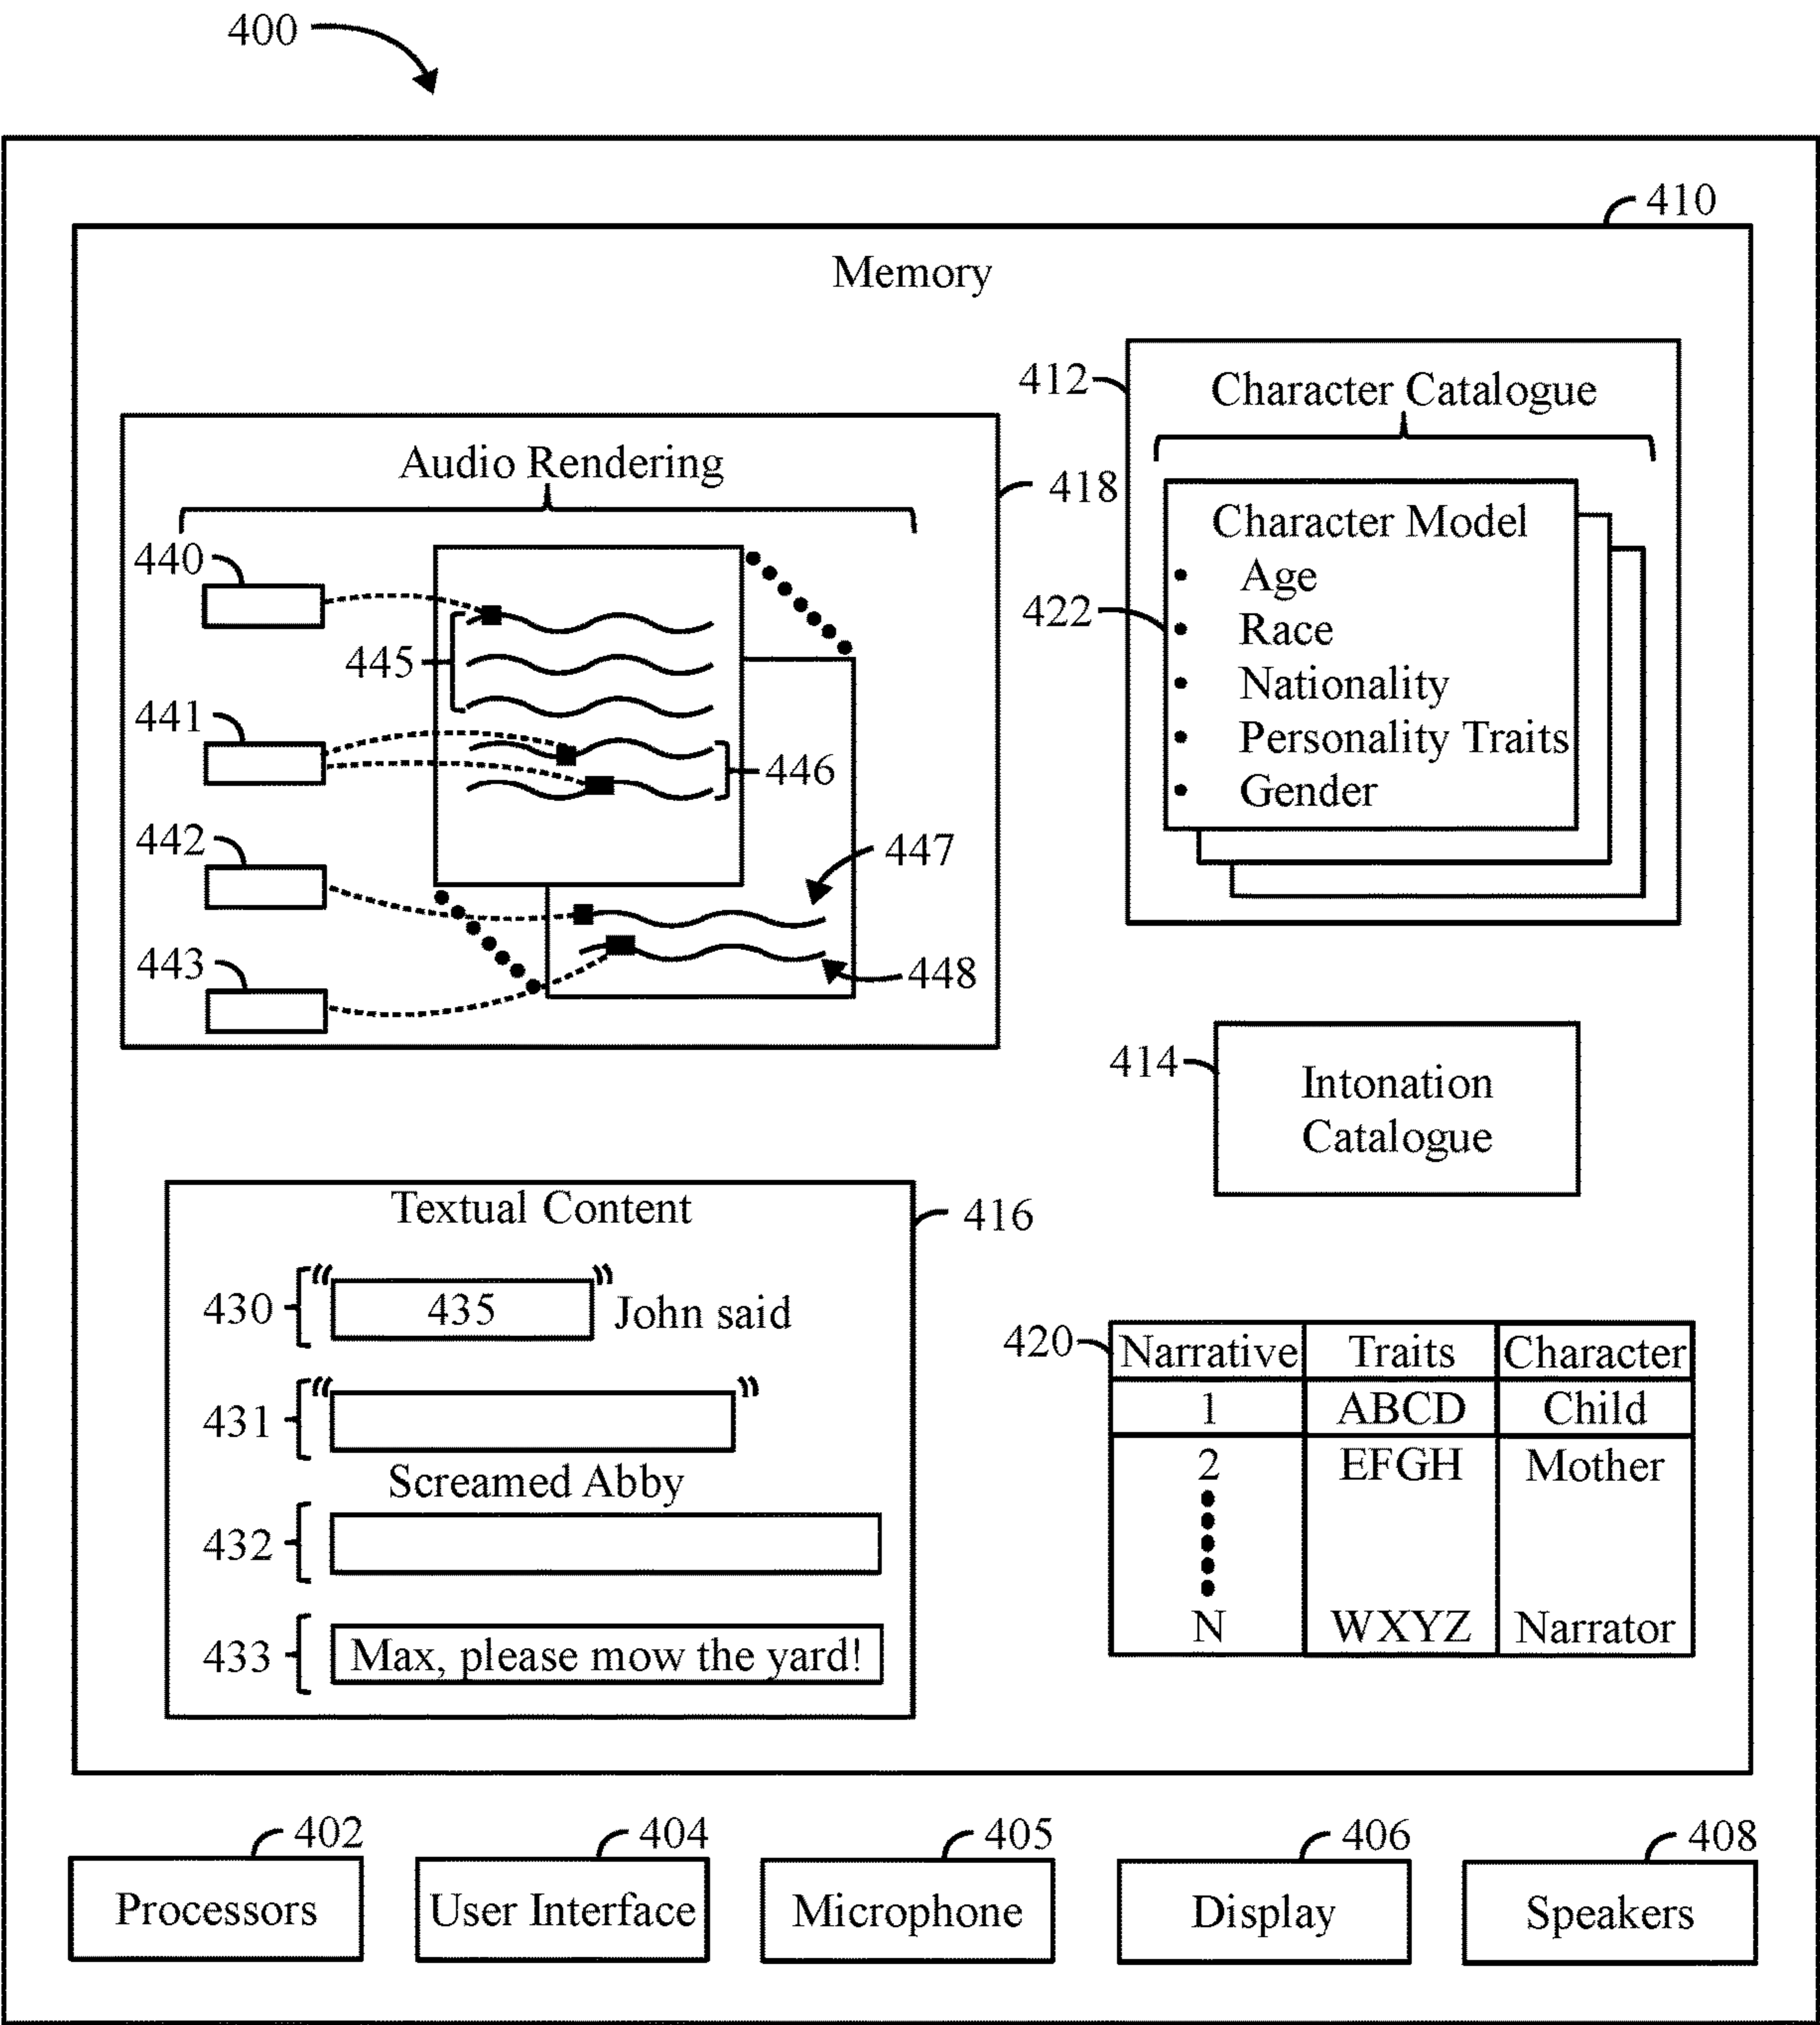 400
410
Memory
412
Character Catalogue
Audio Rendering
418
Character Model
440
• Age
422
• Race
445
• Nationality
441
• Personality Traits
446
• Gender
442
447
443
448
414
Intonation
Catalogue
Textual Content
416
430
“ 435 ” John said
420
Narrative Traits Character
1 ABCD Child
431
“ ”
2 EFGH Mother
Screamed Abby
432
N WXYZ Narrator
433
Max, please mow the yard!
402
404
405
406
408
Processors
User Interface
Microphone
Display
Speakers